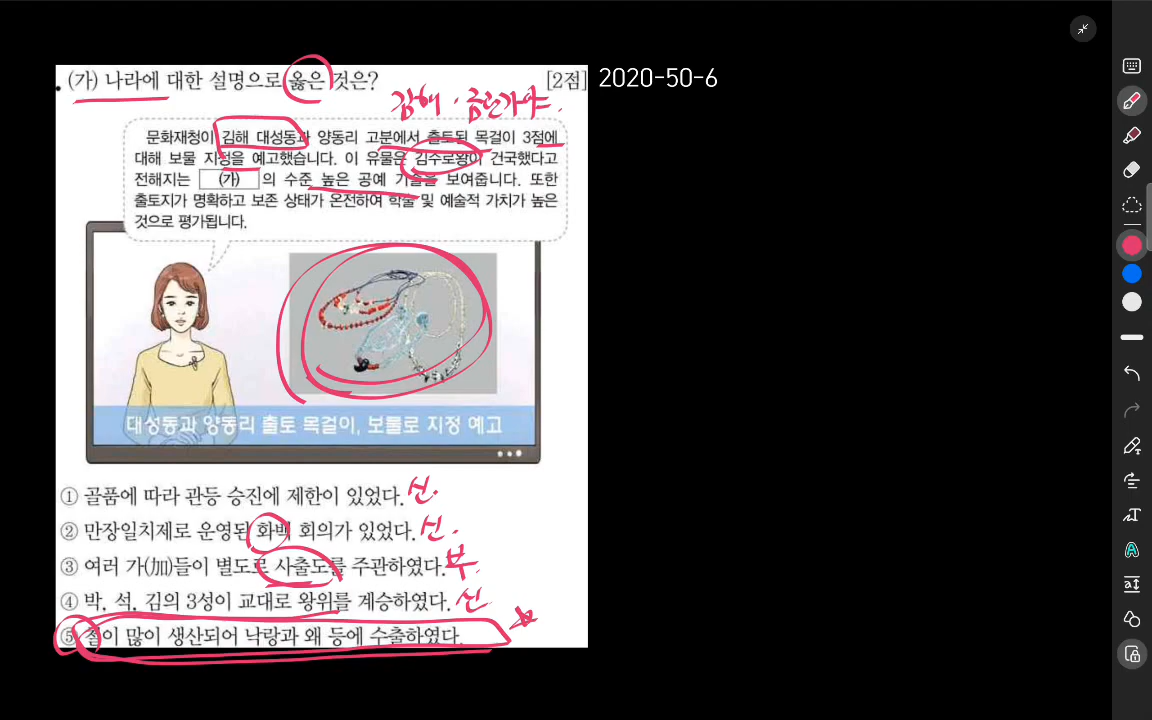 (가) 나라에 대한 설명으로 옳은 것은? [2점] 2020-50-6
김해·금관가야.
문화재청이 김해 대성동과 양동리 고분에서 출토된 목걸이 3점에
대해 보물 지정을 예고했습니다. 이 유물은 김수로왕이 건국했다고
전해지는 (가) 의 수준 높은 공예 기술을 보여줍니다. 또한
출토지가 명확하고 보존 상태가 온전하여 학술 및 예술적 가치가 높은
것으로 평가됩니다.
대성동과 양동리 출토 목걸이, 보물로 지정 예고
① 골품에 따라 관등 승진에 제한이 있었다. 신.
② 만장일치제로 운영된 화백 회의가 있었다. 신.
③ 여러 가(加)들이 별도로 사출도를 주관하였다. 부.
④ 박, 석, 김의 3성이 교대로 왕위를 계승하였다. 신
⑤ 철이 많이 생산되어 낙랑과 왜 등에 수출하였다.